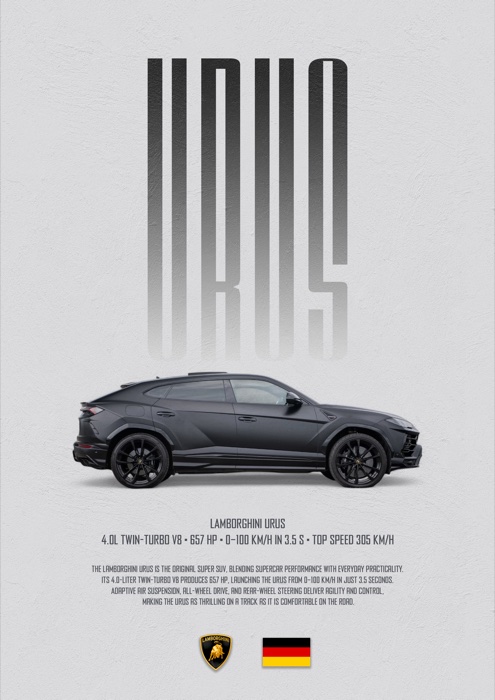 URUS
LAMBORGHINI URUS
4.0L TWIN-TURBO V8 • 657 HP • 0–100 KM/H IN 3.5 S • TOP SPEED 305 KM/H
THE LAMBORGHINI URUS IS THE ORIGINAL SUPER SUV, BLENDING SUPERCAR PERFORMANCE WITH EVERYDAY PRACTICALITY.
ITS 4.0-LITER TWIN-TURBO V8 PRODUCES 657 HP, LAUNCHING THE URUS FROM 0–100 KM/H IN JUST 3.5 SECONDS.
ADAPTIVE AIR SUSPENSION, ALL-WHEEL DRIVE, AND REAR-WHEEL STEERING DELIVER AGILITY AND CONTROL,
MAKING THE URUS AS THRILLING ON A TRACK AS IT IS COMFORTABLE ON THE ROAD.
LAMBORGHINI